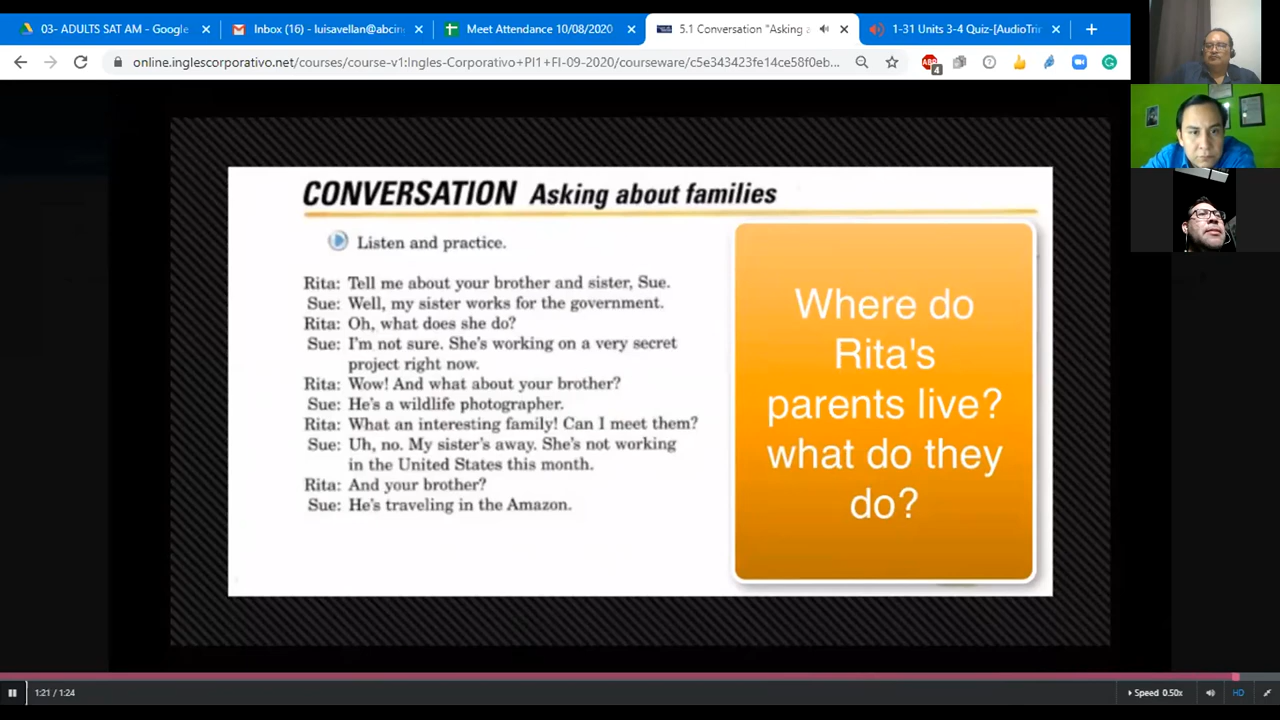 03- ADULTS SAT AM - Google
Inbox (16) - luisavellan@abcing
Meet Attendance 10/08/2020
5.1 Conversation "Asking a
1-31 Units 3-4 Quiz-[AudioTrim
online.inglescorporativo.net/courses/course-v1:Ingles-Corporativo+PI1+FI-09-2020/courseware/c5e343423fe14ce58f0eb...
ABP
4
CONVERSATION Asking about families
Listen and practice.
Rita: Tell me about your brother and sister, Sue.
Sue: Well, my sister works for the government.
Rita: Oh, what does she do?
Sue: I'm not sure. She's working on a very secret
project right now.
Rita: Wow! And what about your brother?
Sue: He's a wildlife photographer.
Rita: What an interesting family! Can I meet them?
Sue: Uh, no. My sister's away. She's not working
in the United States this month.
Rita: And your brother?
Sue: He's traveling in the Amazon.
Where do
Rita's
parents live?
what do they
do?
1:21 / 1:24
Speed 0.50x
HD